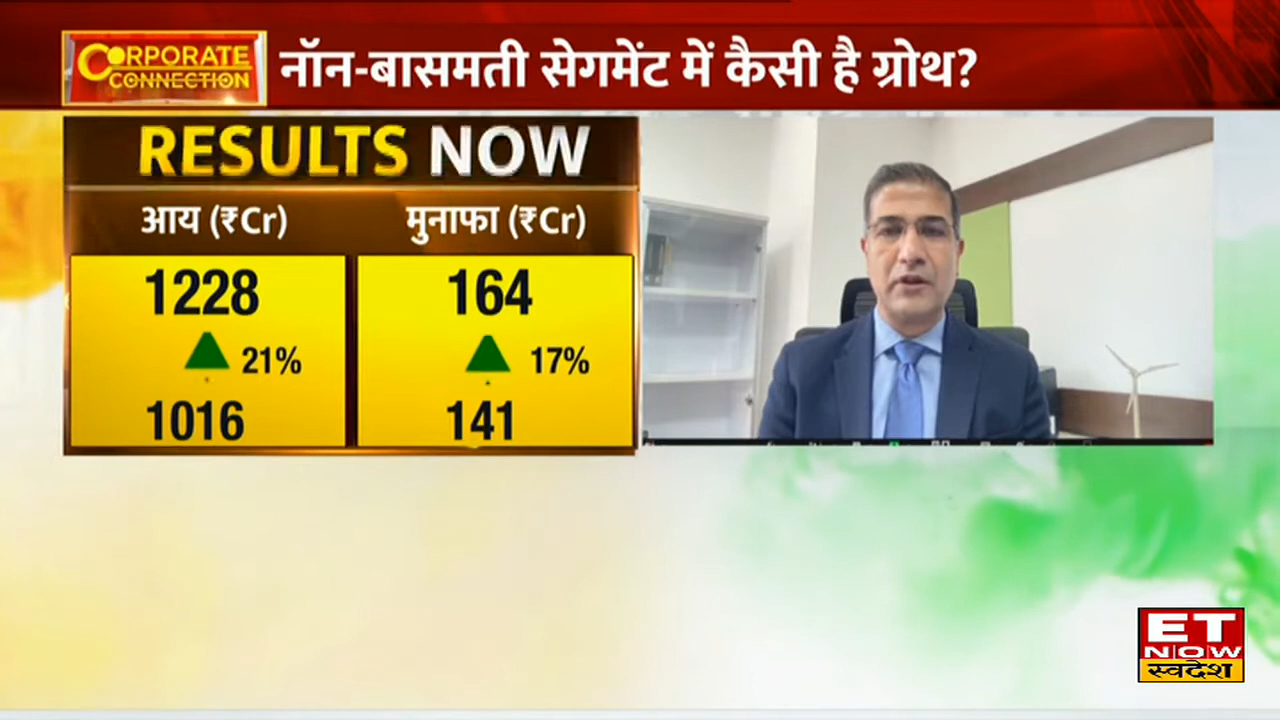 CORPORATE
CONNECTION
नॉन-बासमती सेगमेंट में कैसी है ग्रोथ?
RESULTS NOW
आय (₹Cr)
मुनाफा (₹Cr)
1228
164
21%
17%
1016
141
ET
NOW
स्वदेश